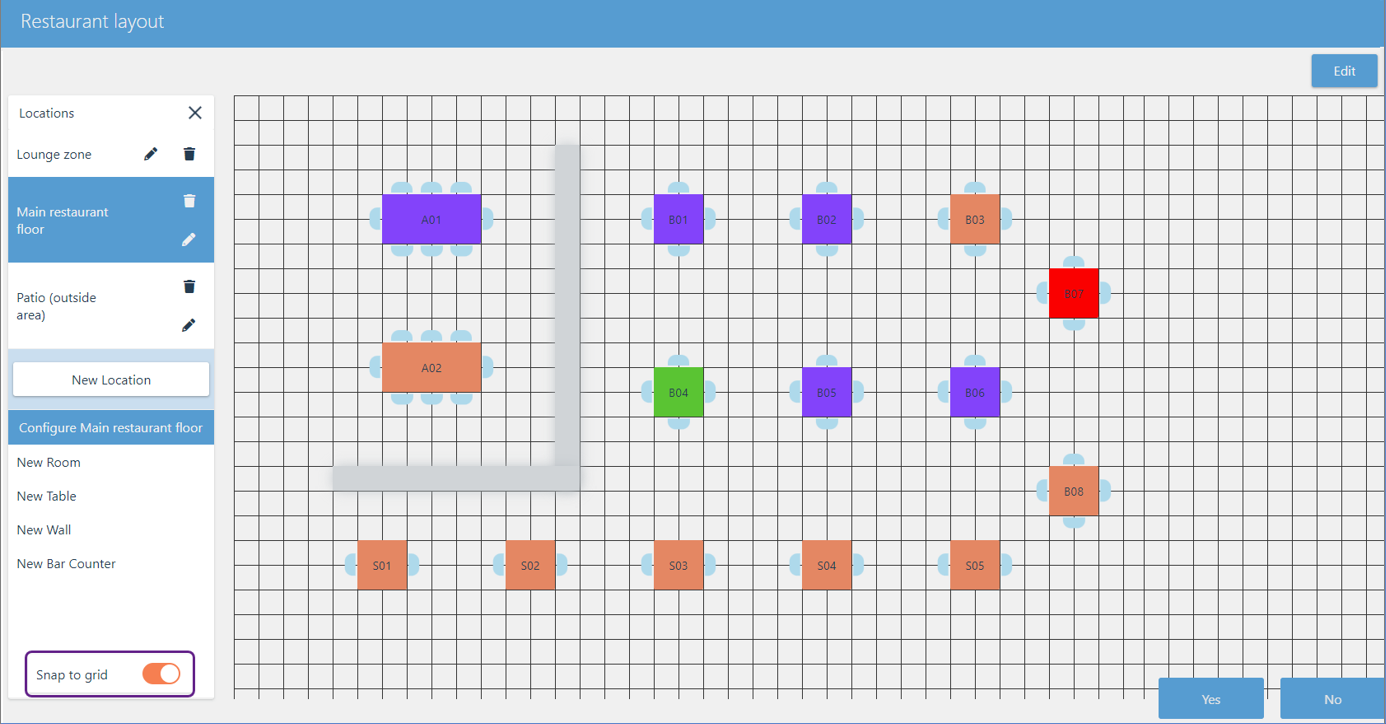 Restaurant layout
Edit
Locations
Lounge zone
Main restaurant
floor
Patio (outside
area)
New Location
Configure Main restaurant floor
New Room
New Table
New Wall
New Bar Counter
Snap to grid
A01
B01
B02
B03
B07
A02
B04
B05
B06
B08
S01
S02
S03
S04
S05
Yes
No